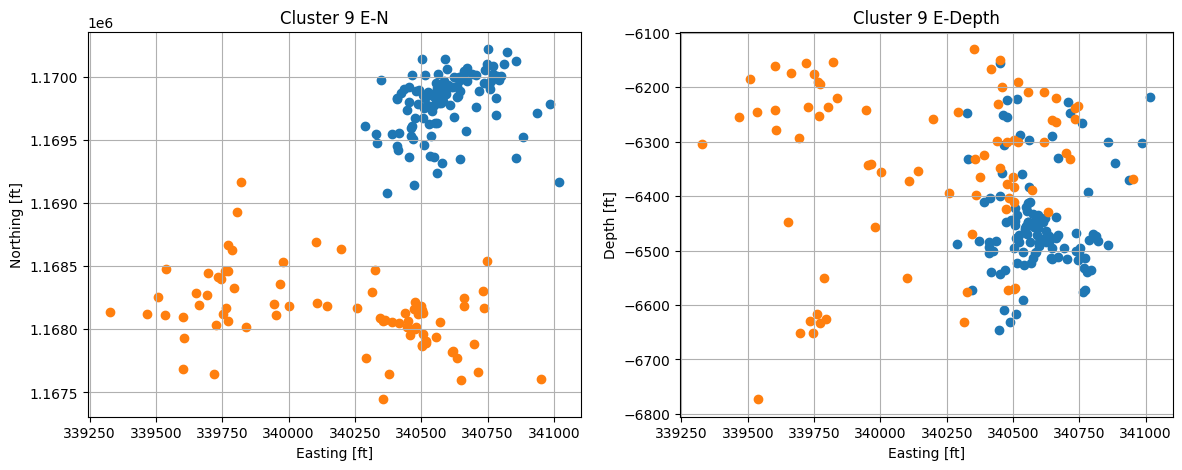 Cluster 9 E-N
1e6
1.1700
1.1695
1.1690
1.1685
1.1680
1.1675
Northing [ft]
339250 339500 339750 340000 340250 340500 340750 341000
Easting [ft]
Cluster 9 E-Depth
−6100
−6200
−6300
−6400
−6500
−6600
−6700
−6800
Depth [ft]
339250 339500 339750 340000 340250 340500 340750 341000
Easting [ft]